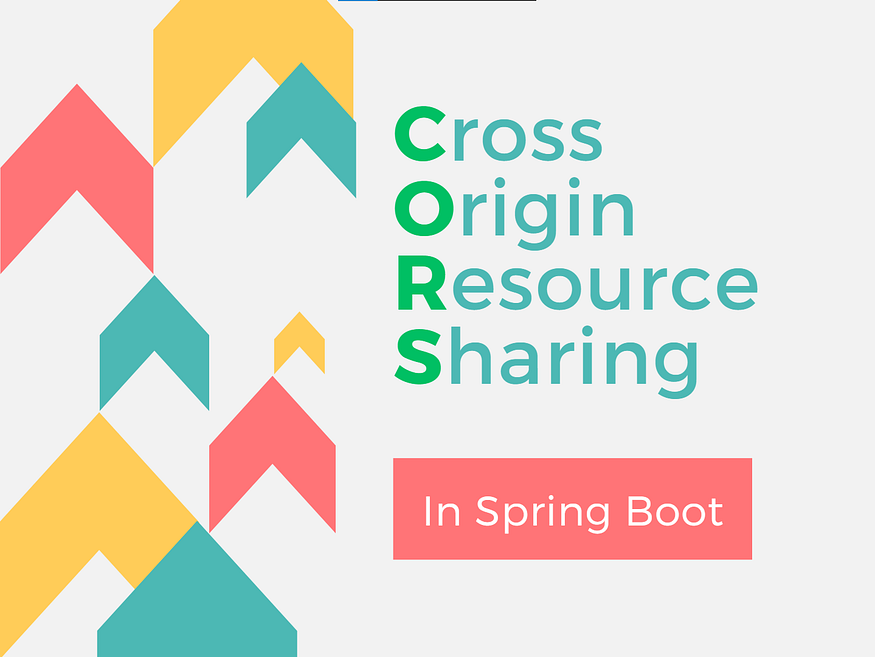 Cross
Origin
Resource
Sharing
In Spring Boot